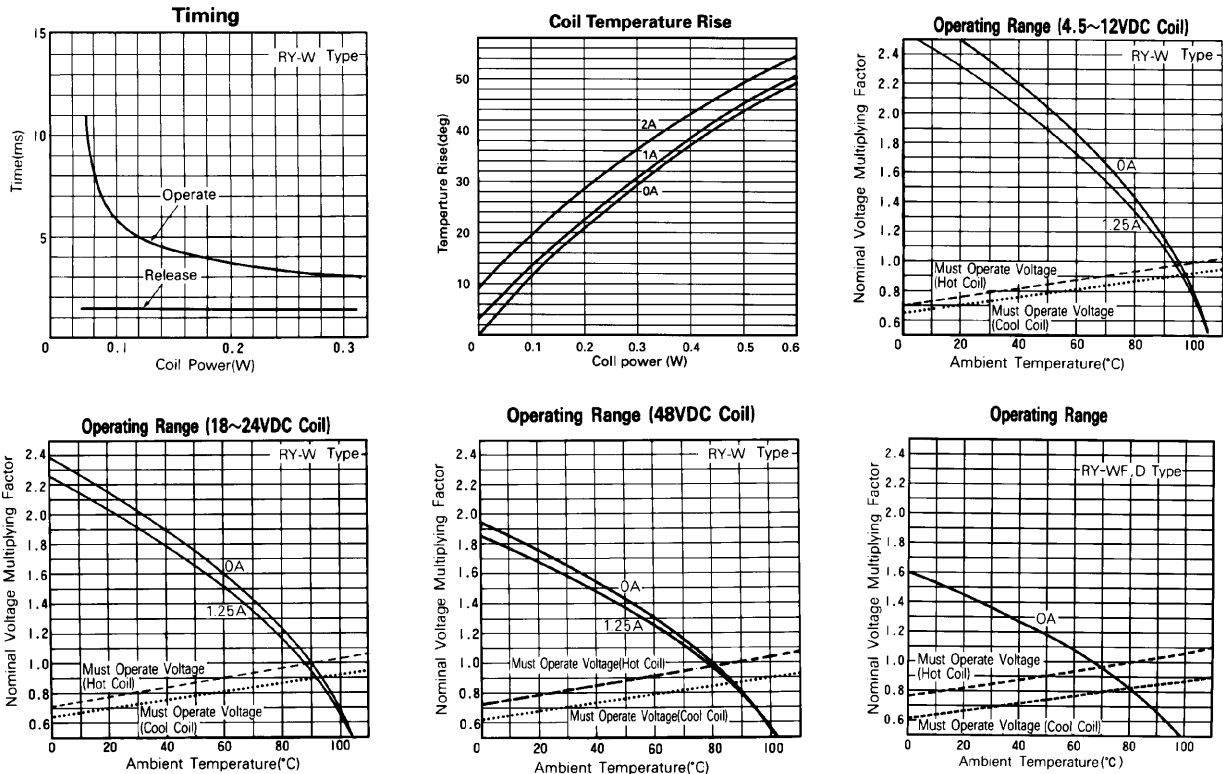 Timing
15
10
5
0
0.1
0.2
0.3
Time(ms)
Coil Power(W)
RY-W Type
Operate
Release
Coil Temperature Rise
50
40
30
20
10
0
0.1
0.2
0.3
0.4
0.5
0.6
Temperture Rise(deg)
Coll power (W)
2A
1A
0A
Operating Range (4.5~12VDC Coil)
2.4
2.2
2.0
1.8
1.6
1.4
1.2
1.0
0.8
0.6
0
20
40
60
80
100
Nominal Voltage Multiplying Factor
Ambient Temperature(°C)
RY-W Type
0A
1.25A
Must Operate Voltage
(Hot Coil)
Must Operate Voltage
(Cool Coil)
Operating Range (18~24VDC Coil)
2.4
2.2
2.0
1.8
1.6
1.4
1.2
1.0
0.8
0.6
0
20
40
60
80
100
Nominal Voltage Multiplying Factor
Ambient Temperature(°C)
RY-W Type
0A
1.25A
Must Operate Voltage
(Hot Coil)
Must Operate Voltage
(Cool Coil)
Operating Range (48VDC Coil)
2.4
2.2
2.0
1.8
1.6
1.4
1.2
1.0
0.8
0.6
0
20
40
60
80
100
Nominal Voltage Multiplying Factor
Ambient Temperature(°C)
RY-W Type
0A
1.25A
Must Operate Voltage(Hot Coil)
Must Operate Voltage(Cool Coil)
Operating Range
2.4
2.2
2.0
1.8
1.6
1.4
1.2
1.0
0.8
0.6
0
20
40
60
80
100
Nominal Voltage Multiplying Factor
Ambient Temperature(°C)
RY-WF,D Type
0A
Must Operate Voltage
(Hot Coil)
Must Operate Voltage (Cool Coil)